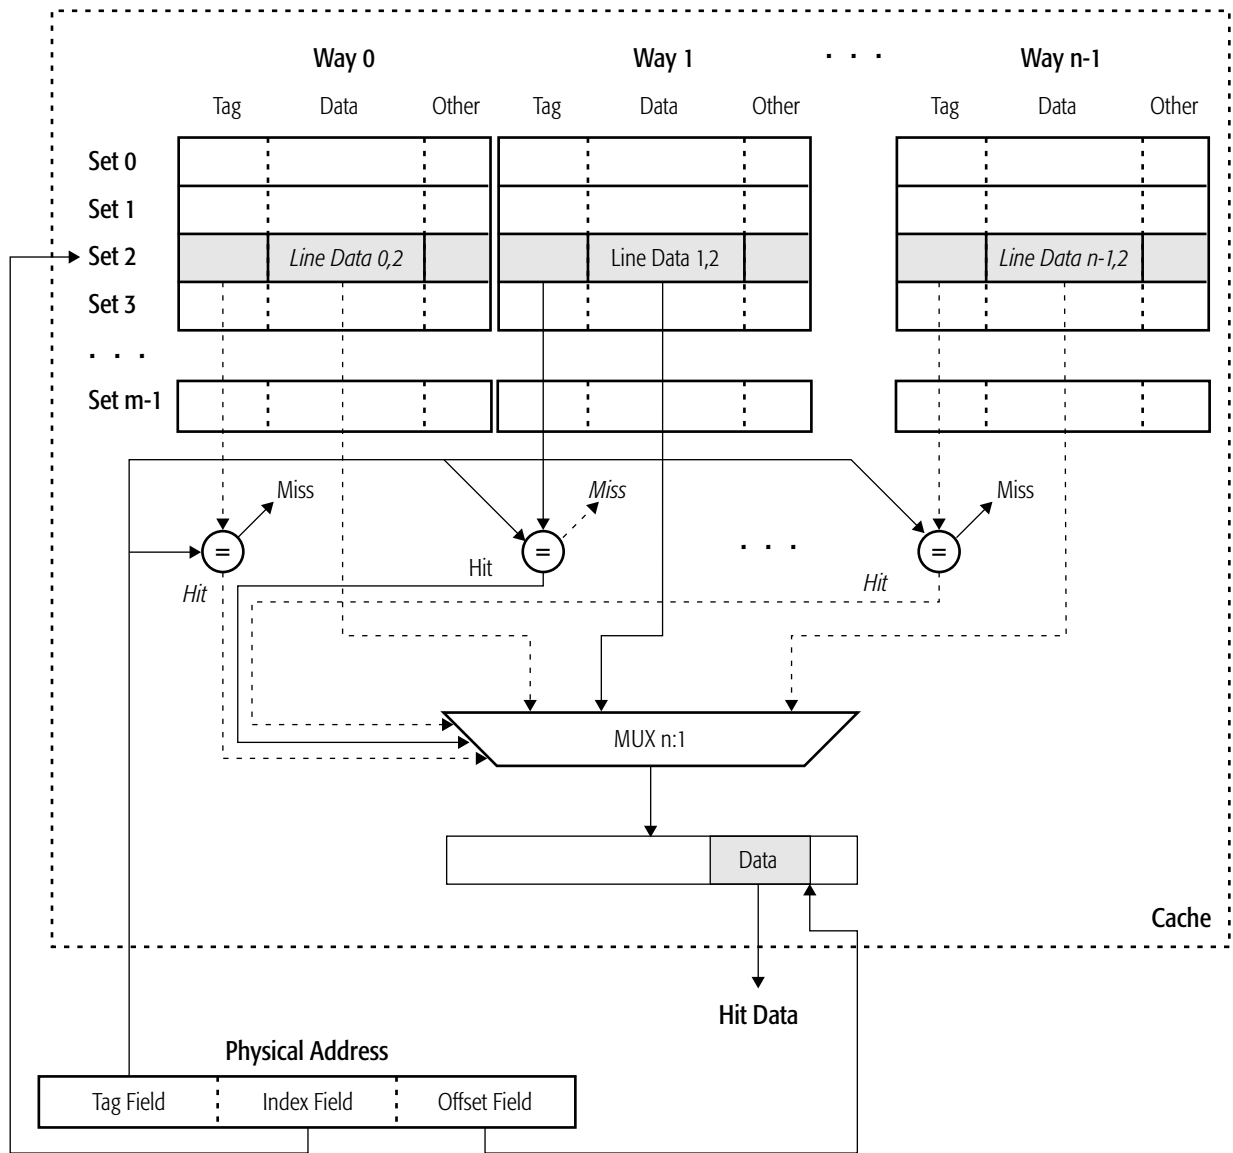 Way 0 Way 1 . . . Way n-1
Tag Data Other Tag Data Other Tag Data Other
Set 0
Set 1
Set 2 Line Data 0,2 Line Data 1,2 Line Data n-1,2
Set 3
. . .
Set m-1
Miss Miss Miss
= = . . . =
Hit Hit Hit
MUX n:1
Data
Cache
Hit Data
Physical Address
Tag Field Index Field Offset Field